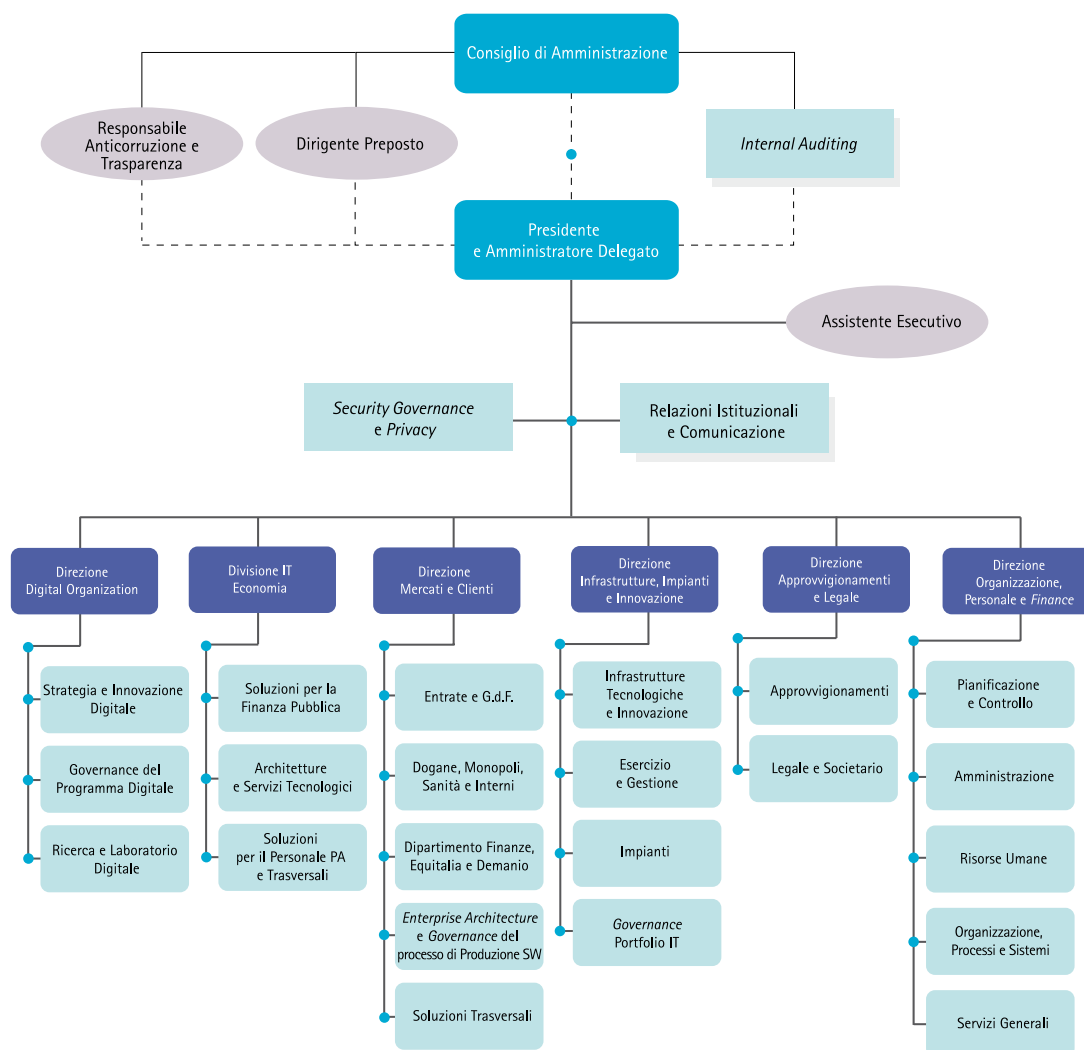 Consiglio di Amministrazione
Responsabile
Anticorruzione e
Trasparenza
Dirigente Preposto
Internal Auditing
Presidente
e Amministratore Delegato
Assistente Esecutivo
Security Governance
e Privacy
Relazioni Istituzionali
e Comunicazione
Direzione
Digital Organization
Divisione IT
Economia
Direzione
Mercati e Clienti
Direzione
Infrastrutture, Impianti
e Innovazione
Direzione
Approvvigionamenti
e Legale
Direzione
Organizzazione,
Personale e Finance
Strategia e Innovazione
Digitale
Governance del
Programma Digitale
Ricerca e Laboratorio
Digitale
Soluzioni per la
Finanza Pubblica
Architetture
e Servizi Tecnologici
Soluzioni
per il Personale PA
e Trasversali
Entrate e G.d.F.
Dogane, Monopoli,
Sanità e Interni
Dipartimento Finanze,
Equitalia e Demanio
Enterprise Architecture
e Governance del
processo di Produzione SW
Soluzioni Trasversali
Infrastrutture
Tecnologiche
e Innovazione
Esercizio
e Gestione
Impianti
Governance
Portfolio IT
Approvvigionamenti
Legale e Societario
Pianificazione
e Controllo
Amministrazione
Risorse Umane
Organizzazione,
Processi e Sistemi
Servizi Generali